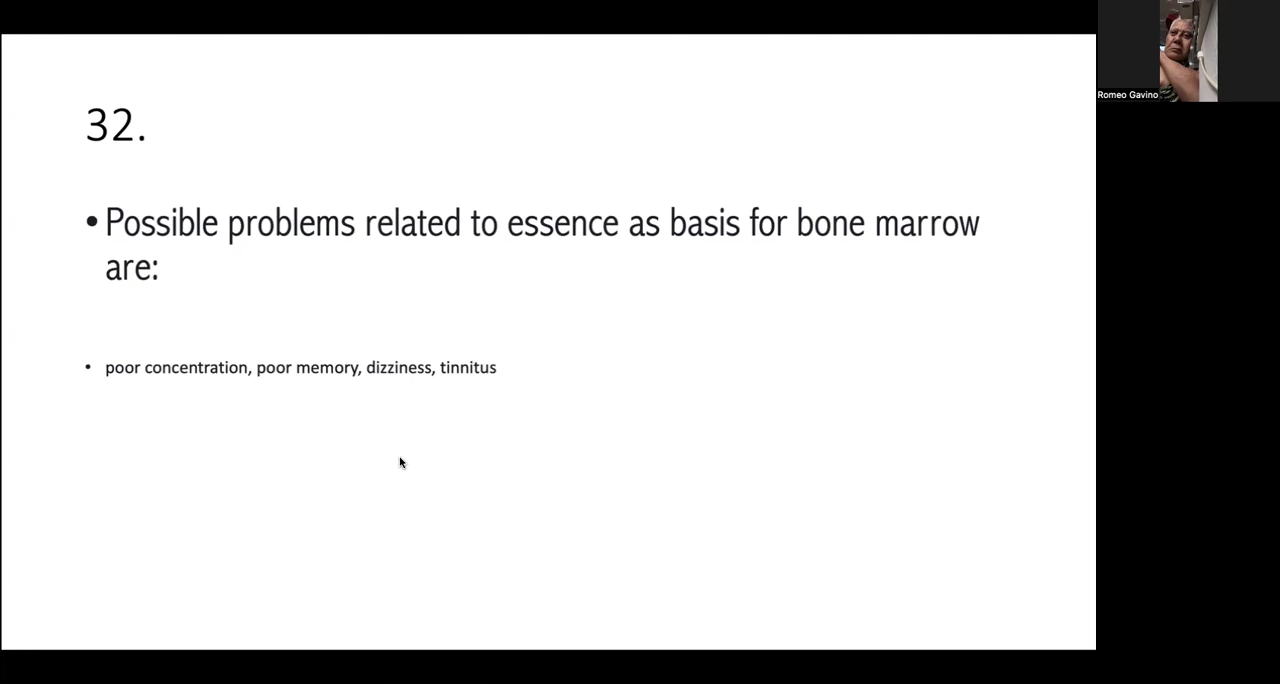 32.
• Possible problems related to essence as basis for bone marrow
are:
• poor concentration, poor memory, dizziness, tinnitus
Romeo Gavino